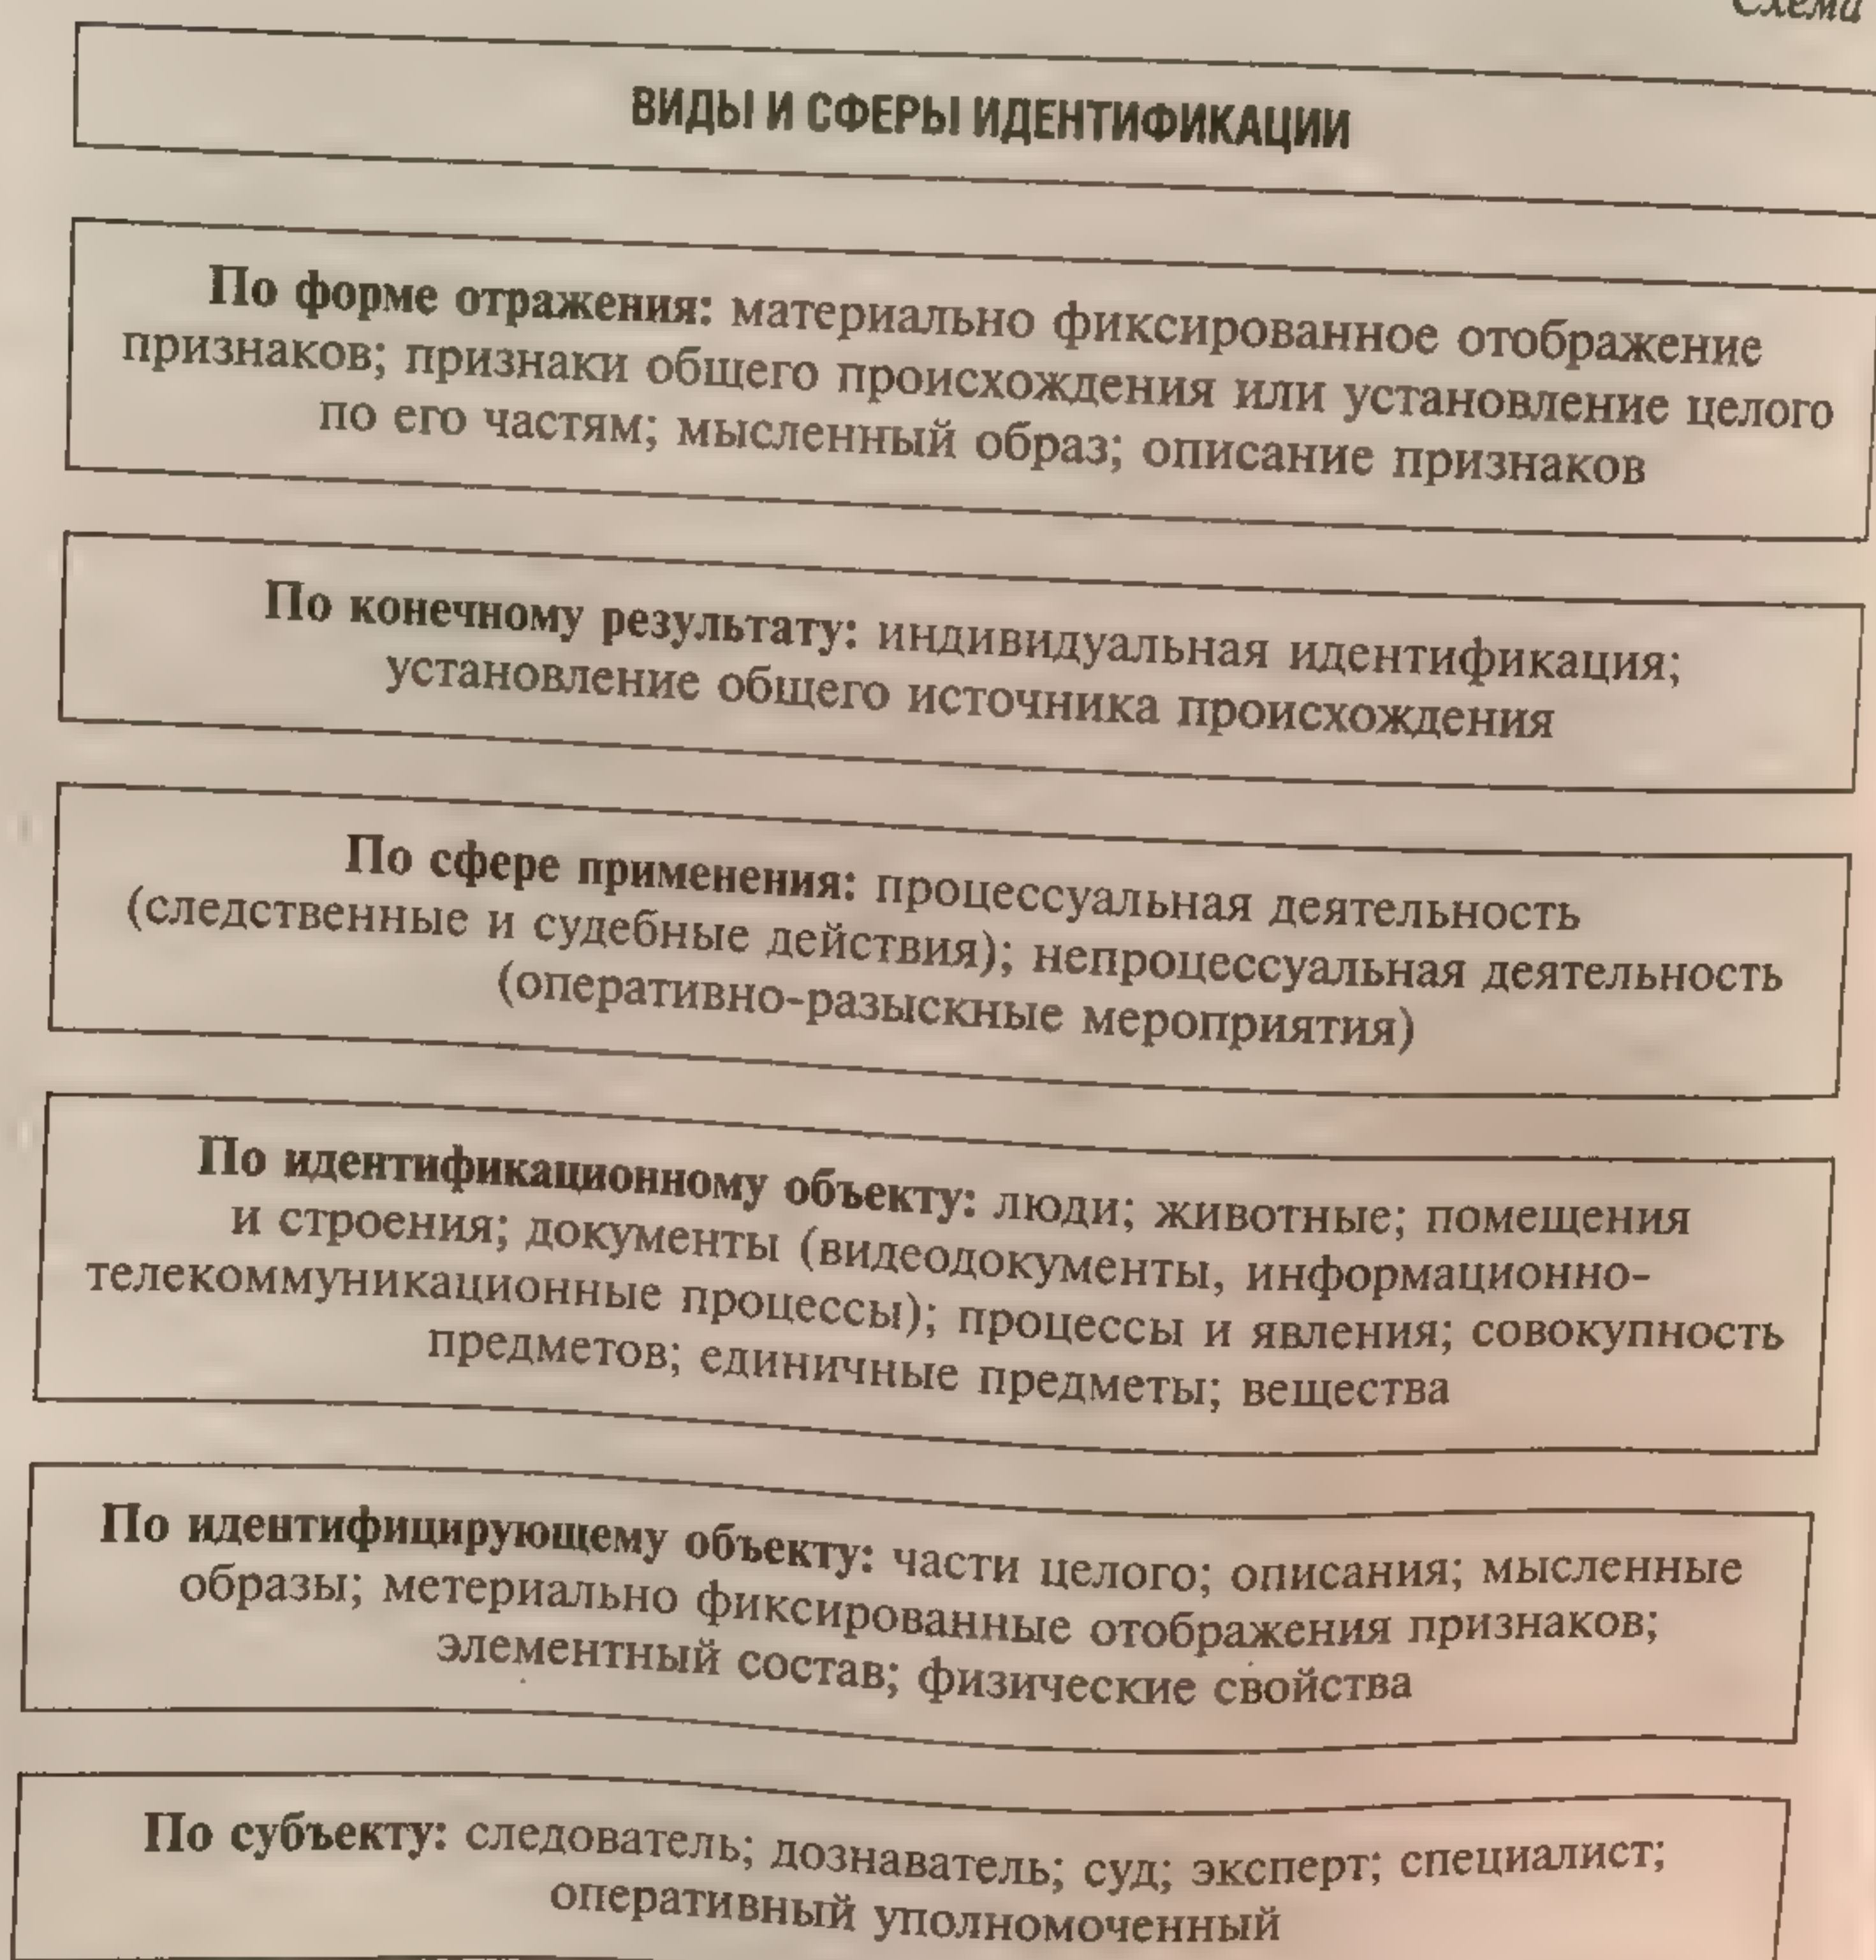 Схема
ВИДЫ И СФЕРЫ ИДЕНТИФИКАЦИИ
По форме отражения: материально фиксированное отображение
признаков; признаки общего происхождения или установление целого
по его частям; мысленный образ; описание признаков
По конечному результату: индивидуальная идентификация;
установление общего источника происхождения
По сфере применения: процессуальная деятельность
(следственные и судебные действия); непроцессуальная деятельность
(оперативно-разыскные мероприятия)
По идентификационному объекту: люди; животные; помещения
и строения; документы (видеодокументы, информационно-
телекоммуникационные процессы); процессы и явления; совокупность
предметов; единичные предметы; вещества
По идентифицирующему объекту: части целого; описания; мысленные
образы; метериально фиксированные отображения признаков;
элементный состав; физические свойства
По субъекту: следователь; дознаватель; суд; эксперт; специалист;
оперативный уполномоченный